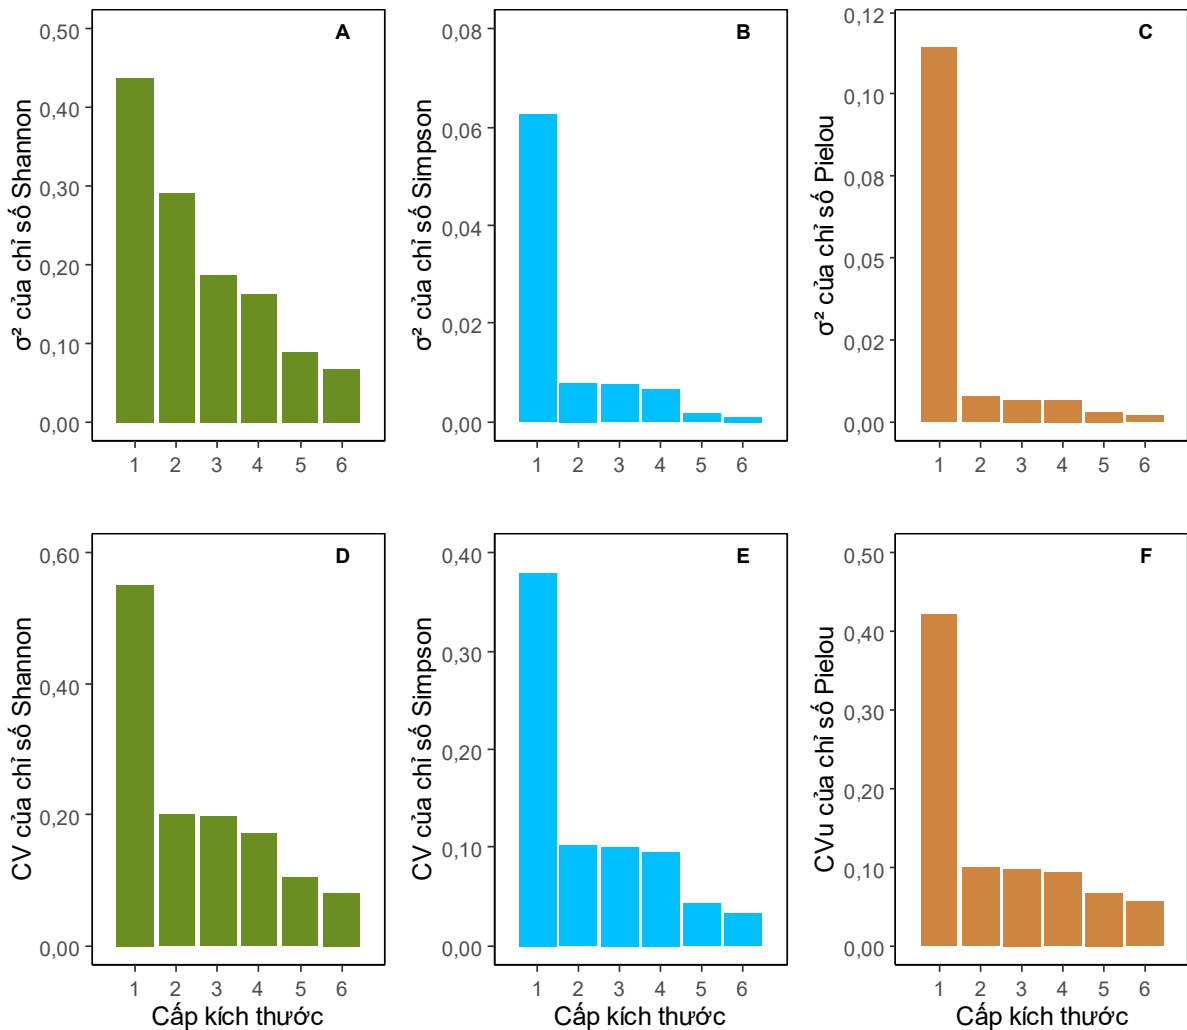 A
σ² của chỉ số Shannon
0,50
0,40
0,30
0,20
0,10
0,00
1 2 3 4 5 6
B
σ² của chỉ số Simpson
0,08
0,06
0,04
0,02
0,00
1 2 3 4 5 6
C
σ² của chỉ số Pielou
0,12
0,10
0,08
0,05
0,02
0,00
1 2 3 4 5 6
D
CV của chỉ số Shannon
0,60
0,40
0,20
0,00
1 2 3 4 5 6
Cấp kích thước
E
CV của chỉ số Simpson
0,40
0,30
0,20
0,10
0,00
1 2 3 4 5 6
Cấp kích thước
F
CVu của chỉ số Pielou
0,50
0,40
0,30
0,20
0,10
0,00
1 2 3 4 5 6
Cấp kích thước